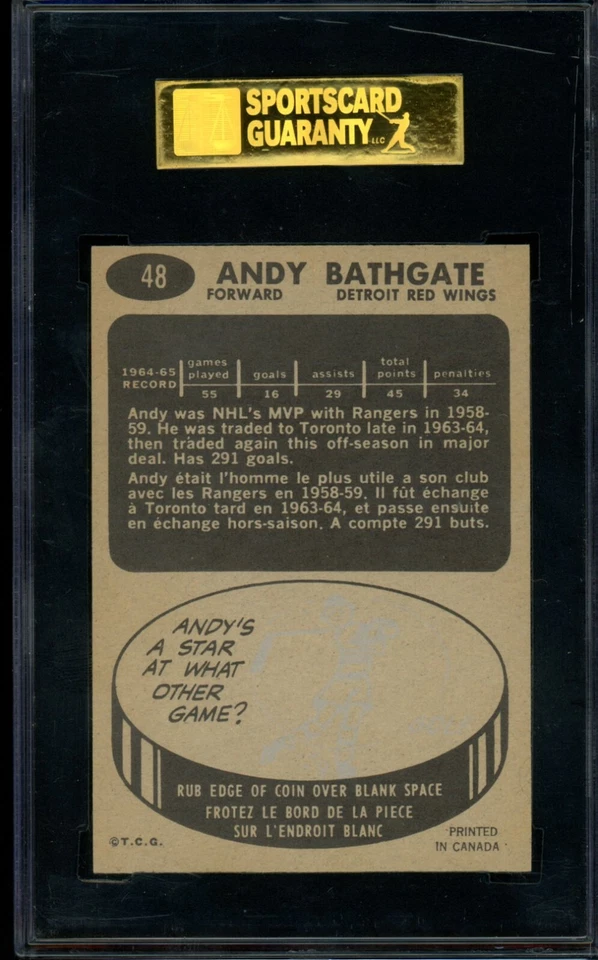 SPORTSCARD
GUARANTY LLC
48 ANDY BATHGATE
FORWARD DETROIT RED WINGS
1964-65 RECORD games played goals assists total points penalties
55 16 29 45 34
Andy was NHL's MVP with Rangers in 1958-
59. He was traded to Toronto late in 1963-64,
then traded again this off-season in major
deal. Has 291 goals.
Andy était l'homme le plus utile a son club
avec les Rangers en 1958-59. Il fût échange
à Toronto tard en 1963-64, et passe ensuite
en échange hors-saison. A compte 291 buts.
ANDY'S
A STAR
AT WHAT
OTHER
GAME?
RUB EDGE OF COIN OVER BLANK SPACE
FROTEZ LE BORD DE LA PIECE
SUR L'ENDROIT BLANC
©T.C.G.
PRINTED
IN CANADA